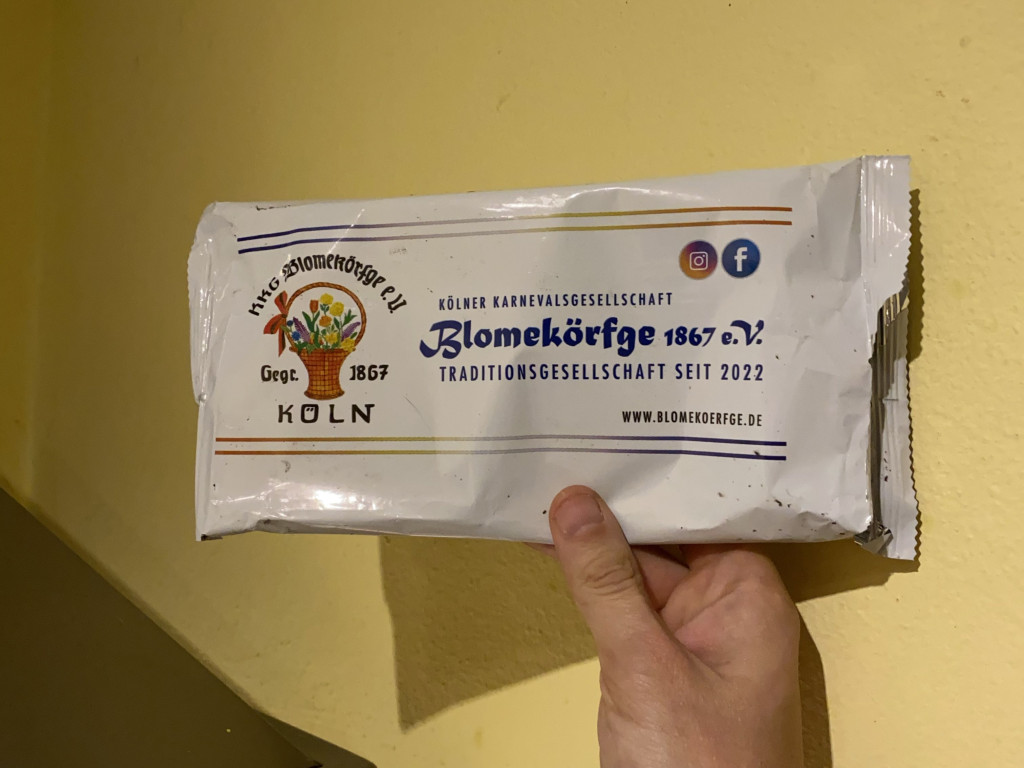 KKG Blomekörfge e.V.
Gegr. 1867
KÖLN
KÖLNER KARNEVALSGESELLSCHAFT
Blomekörfge 1867 e.V.
TRADITIONSGESELLSCHAFT SEIT 2022
WWW.BLOMEKOERFGE.DE